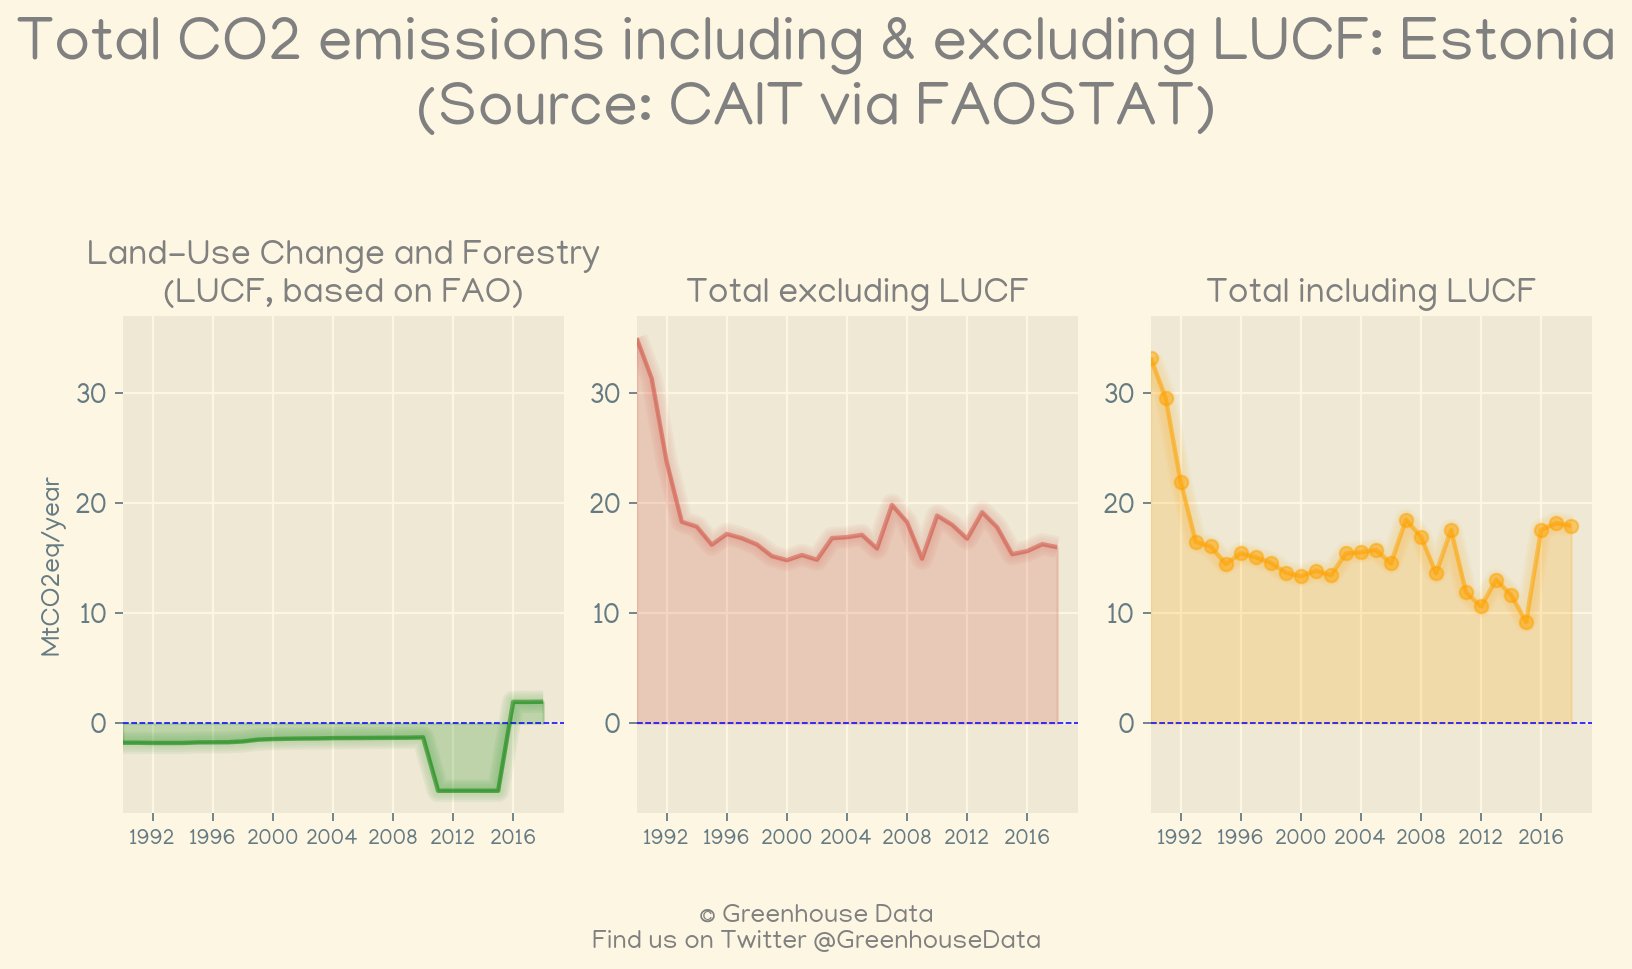 Total CO2 emissions including & excluding LUCF: Estonia
(Source: CAIT via FAOSTAT)
Land-Use Change and Forestry
(LUCF, based on FAO)
Total excluding LUCF
Total including LUCF
MtCO2eq/year
30
20
10
0
1992 1996 2000 2004 2008 2012 2016
30
20
10
0
1992 1996 2000 2004 2008 2012 2016
30
20
10
0
1992 1996 2000 2004 2008 2012 2016
© Greenhouse Data
Find us on Twitter @GreenhouseData